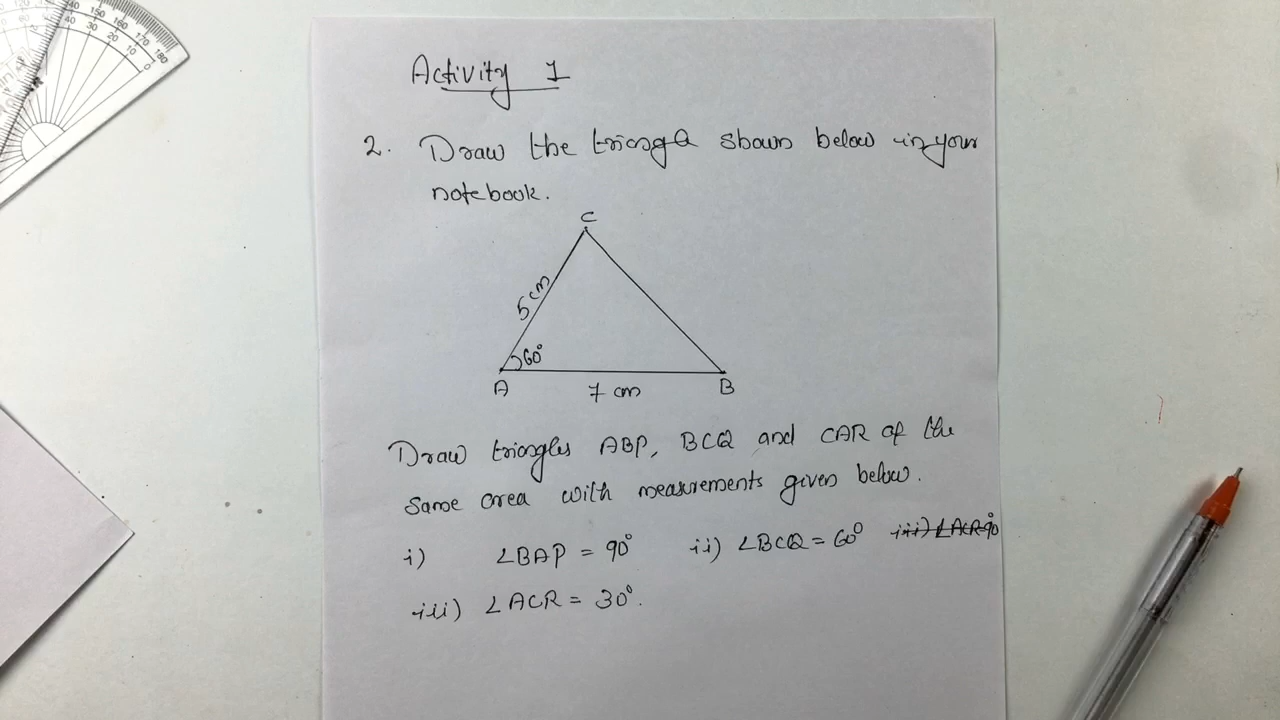 Activity 1
2. Draw the triangle shown below in your
notebook.
C
5 cm
60°
A
7 cm
B
Draw triangles ABP, BCQ and CAR of the
same area with measurements given below.
i) ∠BAP = 90° ii) ∠BCQ = 60°
iii) ∠ACR = 30°.